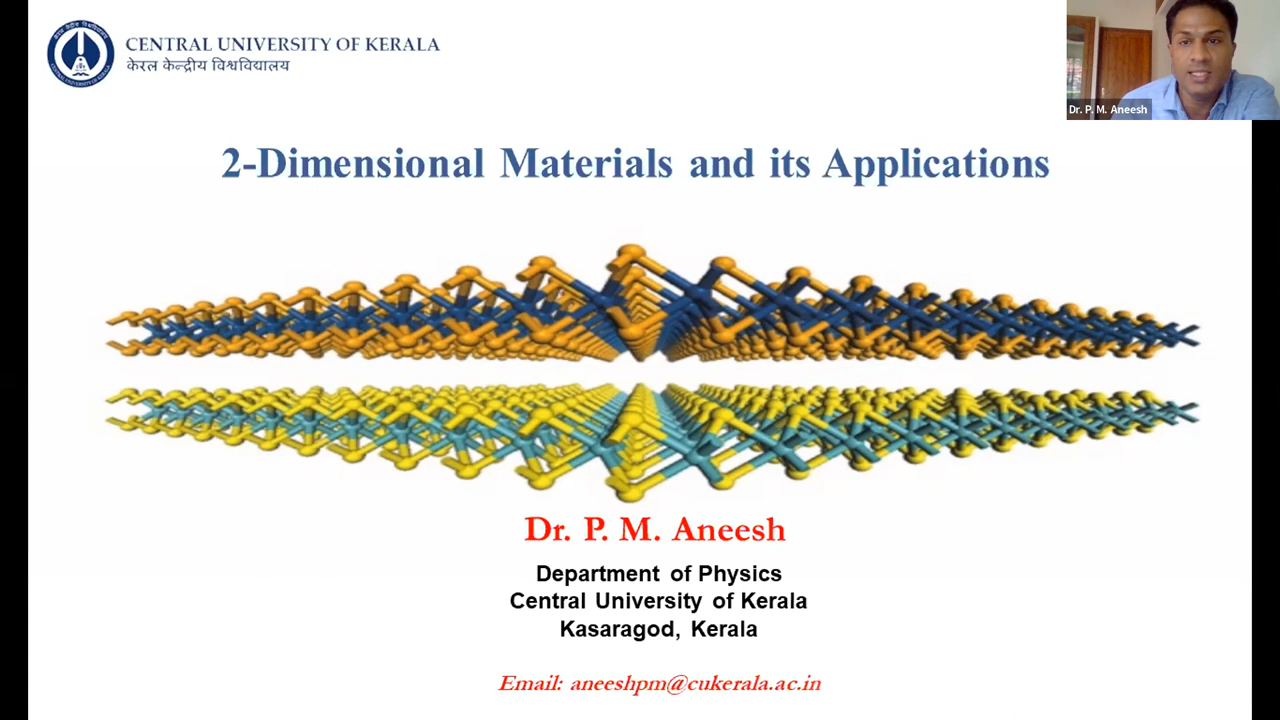 CENTRAL UNIVERSITY OF KERALA
केरल केन्द्रीय विश्वविद्यालय
Dr. P. M. Aneesh
2-Dimensional Materials and its Applications
Dr. P. M. Aneesh
Department of Physics
Central University of Kerala
Kasaragod, Kerala
Email: aneeshpm@cukerala.ac.in